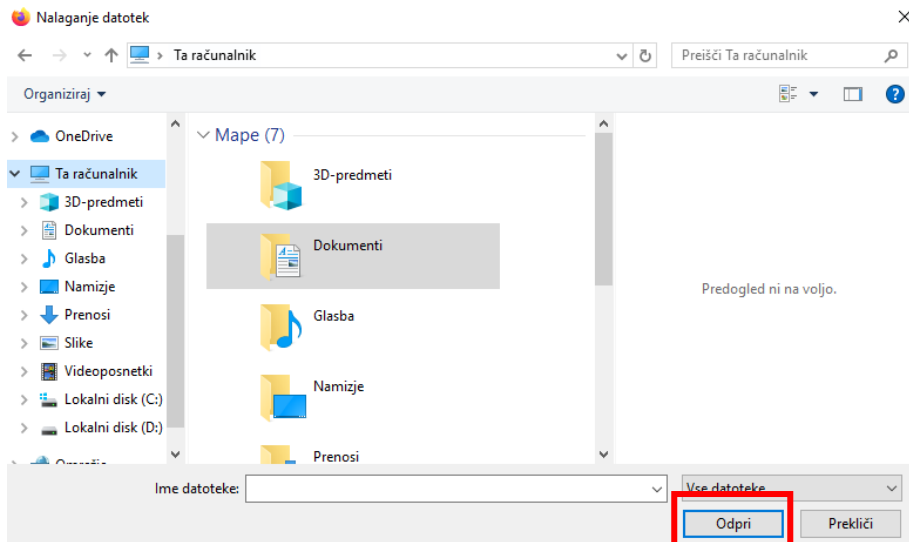 Nalaganje datotek
Ta računalnik
Preišči Ta računalnik
Organiziraj
OneDrive
Ta računalnik
3D-predmeti
Dokumenti
Glasba
Namizje
Prenosi
Slike
Videoposnetki
Lokalni disk (C:)
Lokalni disk (D:)
Mape (7)
3D-predmeti
Dokumenti
Glasba
Namizje
Prenosi
Predogled ni na voljo.
Ime datoteke:
Vse datoteke
Odpri
Prekliči